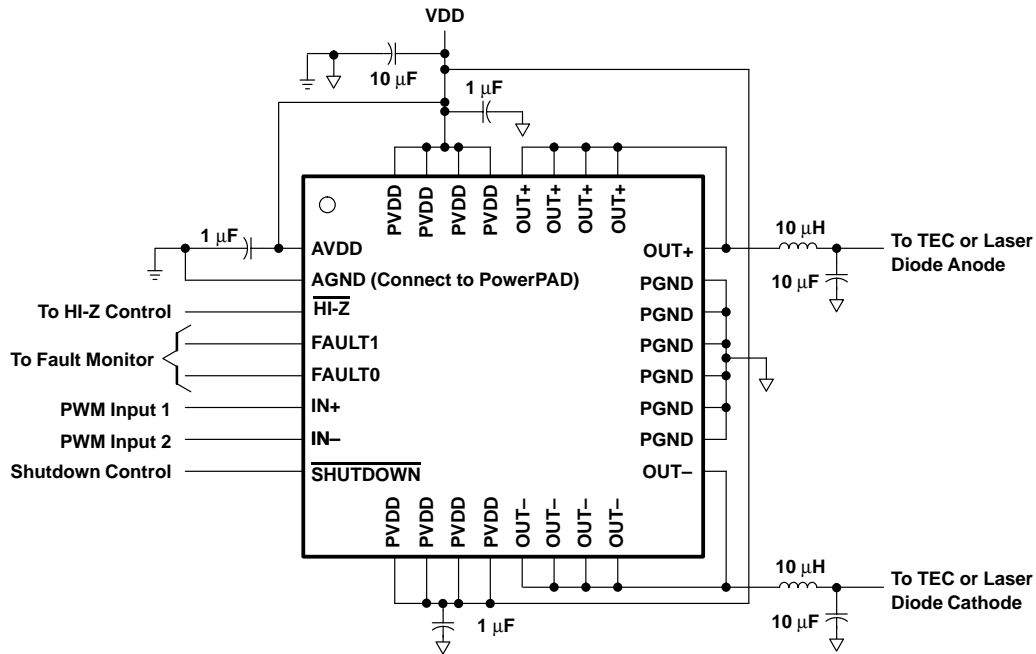 VDD
10 μF
1 μF
PVDD
PVDD
PVDD
PVDD
OUT+
OUT+
OUT+
OUT+
1 μF
AVDD
AGND (Connect to PowerPAD)
To HI-Z Control
HI-Z
To Fault Monitor
FAULT1
FAULT0
PWM Input 1
IN+
PWM Input 2
IN–
Shutdown Control
SHUTDOWN
OUT+
PGND
PGND
PGND
PGND
PGND
PGND
OUT–
10 μH
10 μF
To TEC or Laser
Diode Anode
PVDD
PVDD
PVDD
PVDD
OUT–
OUT–
OUT–
OUT–
1 μF
10 μH
10 μF
To TEC or Laser
Diode Cathode